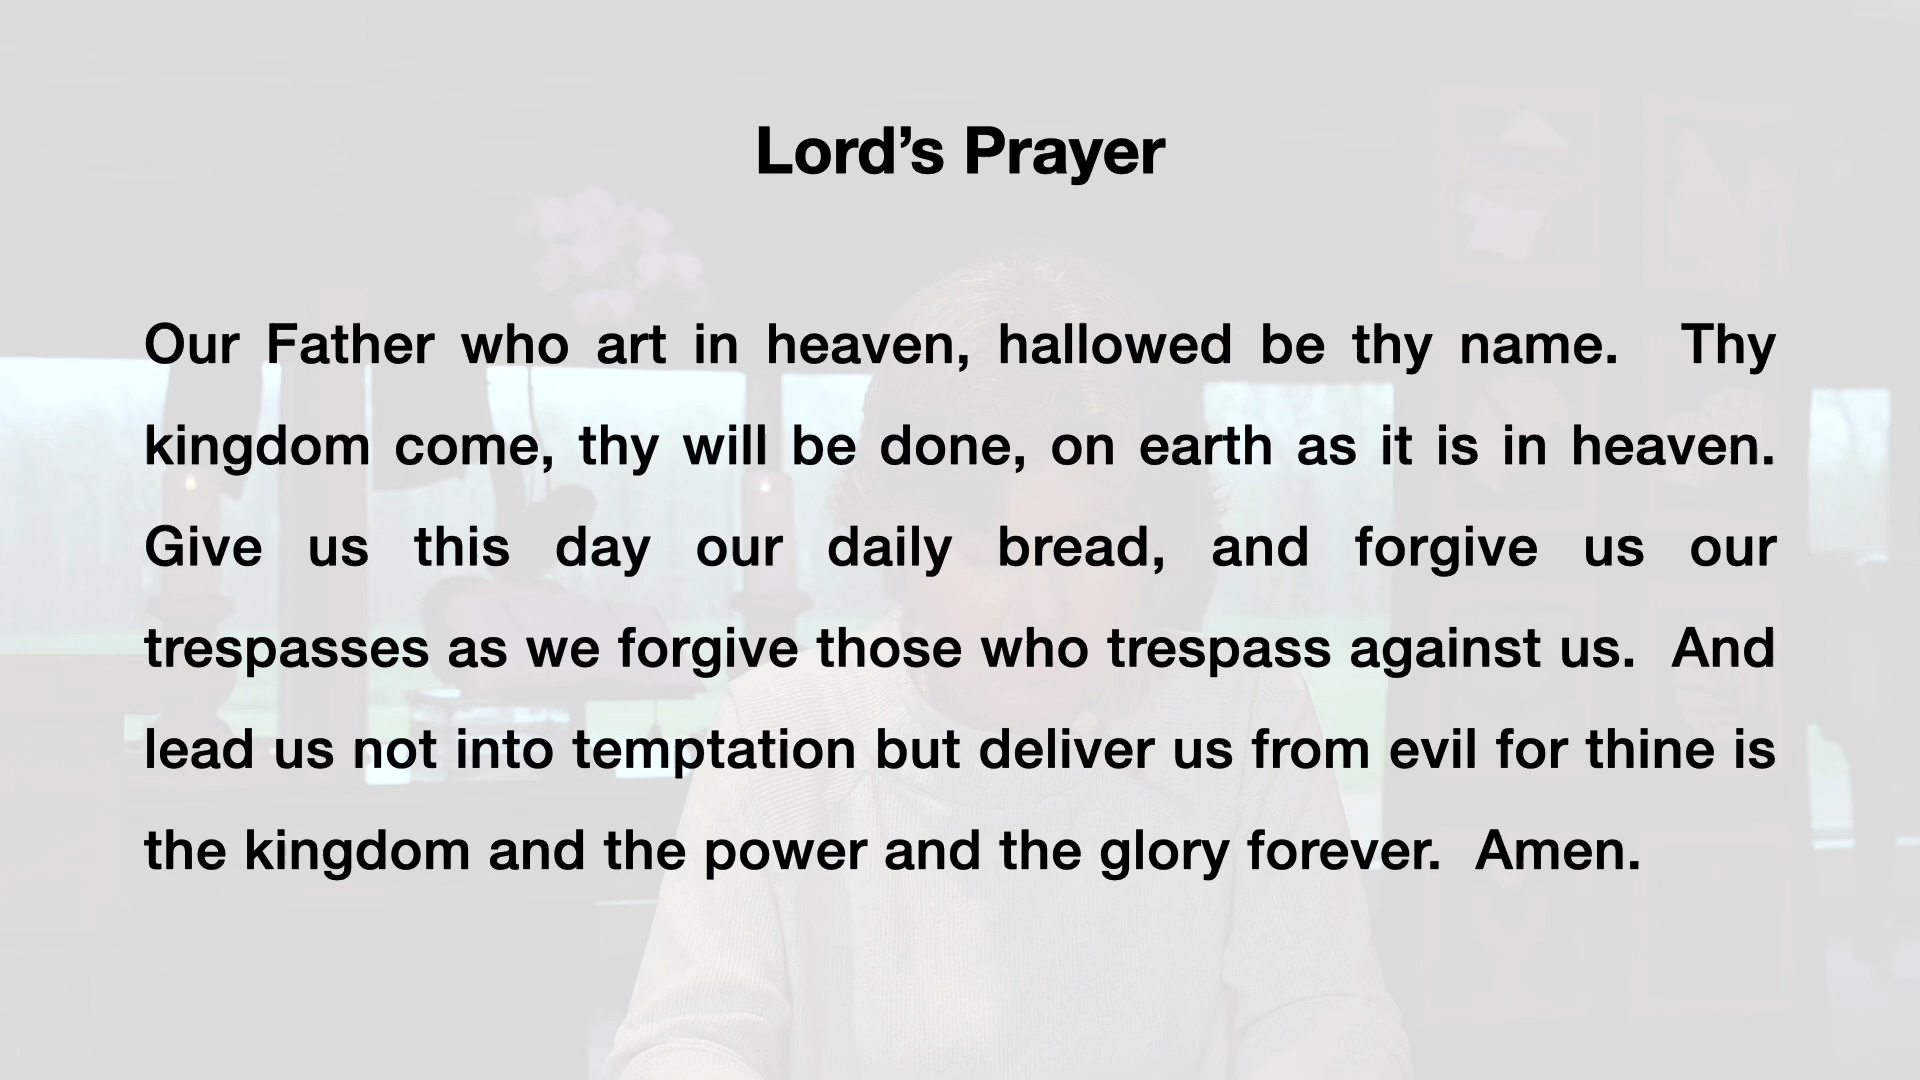 Lord’s Prayer
Our Father who art in heaven, hallowed be thy name. Thy
kingdom come, thy will be done, on earth as it is in heaven.
Give us this day our daily bread, and forgive us our
trespasses as we forgive those who trespass against us. And
lead us not into temptation but deliver us from evil for thine is
the kingdom and the power and the glory forever. Amen.